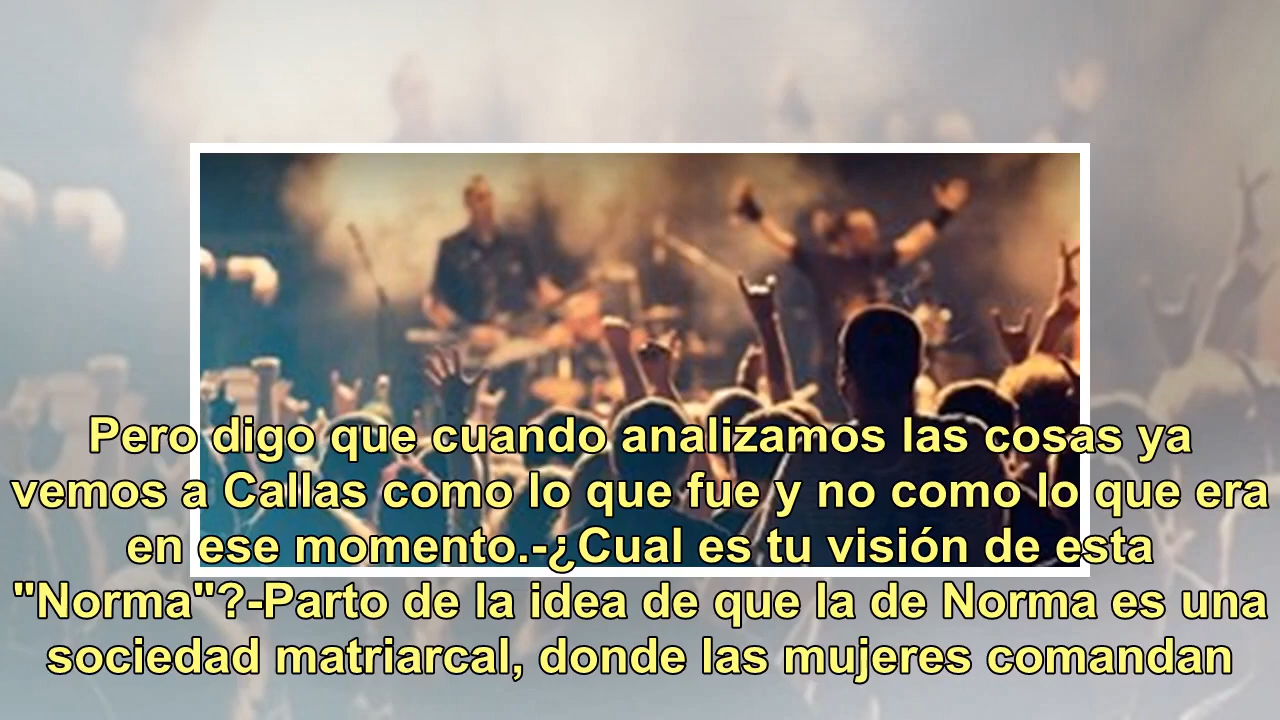 Pero digo que cuando analizamos las cosas ya
vemos a Callas como lo que fue y no como lo que era
en ese momento.-¿Cual es tu visión de esta
"Norma"?-Parto de la idea de que la de Norma es una
sociedad matriarcal, donde las mujeres comandan